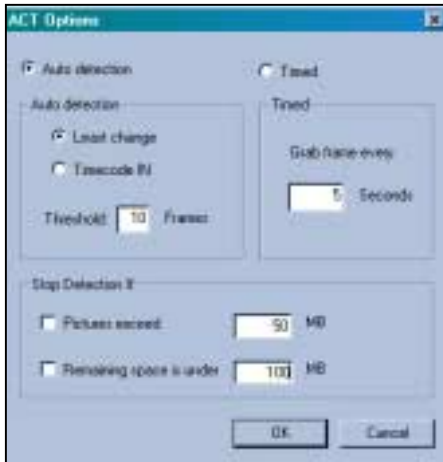 ACT Options
Auto detection
Timed
Auto detection
Least change
Timecode IN
Threshold: 10 Frames
Timed
Grab frame every:
5 Seconds
Stop Detection If
Pictures exceed 50 MB
Remaining space is under 100 MB
OK Cancel